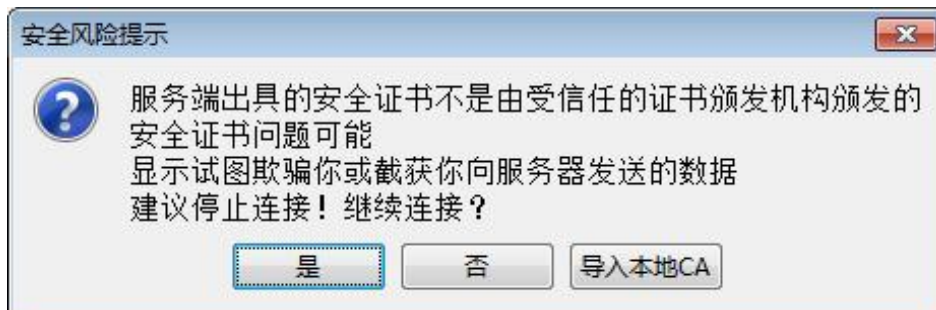 安全风险提示
服务端出具的安全证书不是由受信任的证书颁发机构颁发的
安全证书问题可能
显示试图欺骗你或截获你向服务器发送的数据
建议停止连接！继续连接？
是 否 导入本地CA